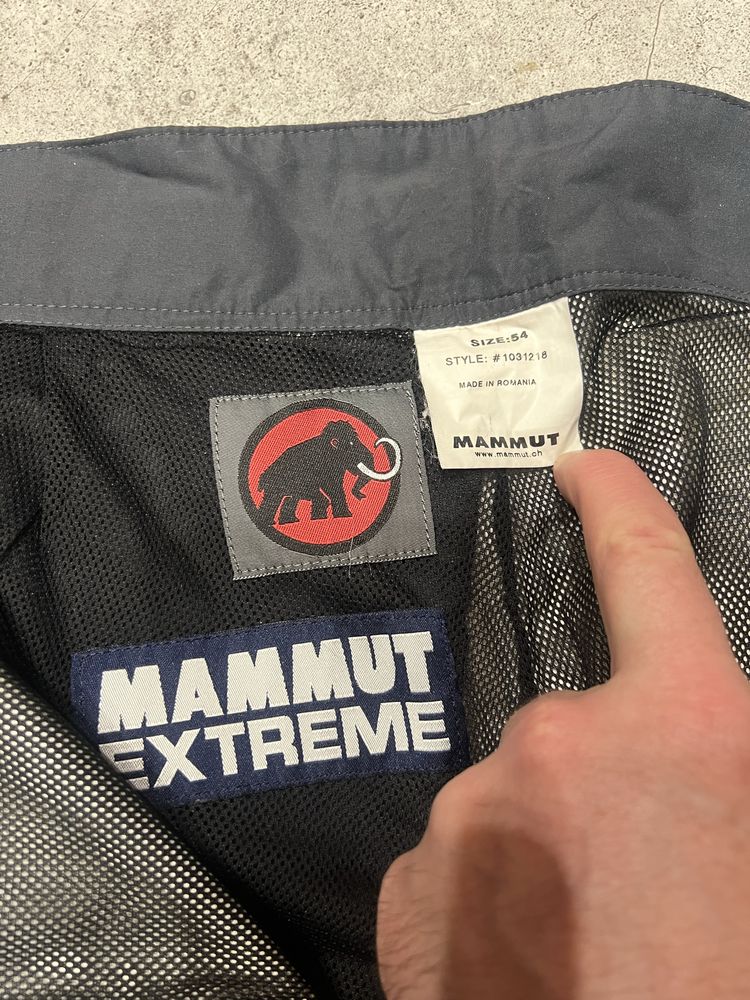 SIZE:54
STYLE: #1031218
MADE IN ROMANIA
MAMMUT
www.mammut.ch
MAMMUT
EXTREME